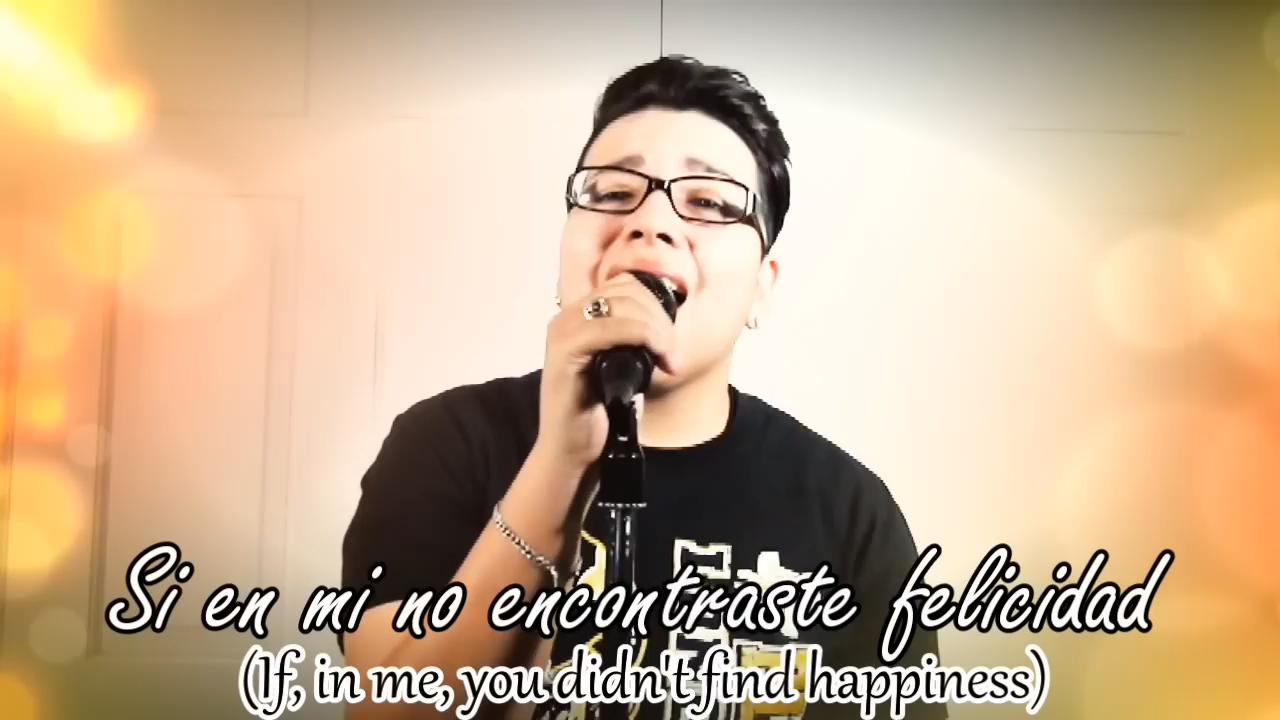 Si en mi no encontraste felicidad
(If, in me, you didn't find happiness)